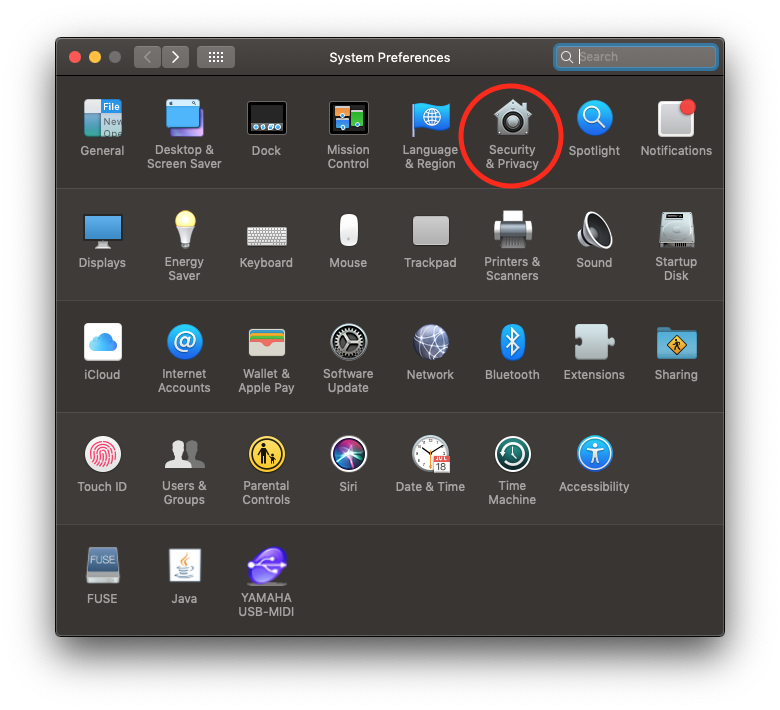 System Preferences
Search
File
New
Ope
General
Desktop &
Screen Saver
Dock
Mission
Control
Language
& Region
Security
& Privacy
Spotlight
Notifications
Displays
Energy
Saver
Keyboard
Mouse
Trackpad
Printers &
Scanners
Sound
Startup
Disk
iCloud
@
Internet
Accounts
Wallet &
Apple Pay
Software
Update
Network
Bluetooth
Extensions
Sharing
Touch ID
Users &
Groups
Parental
Controls
Siri
JUL
18
Date & Time
Time
Machine
Accessibility
FUSE
FUSE
Java
YAMAHA
USB-MIDI